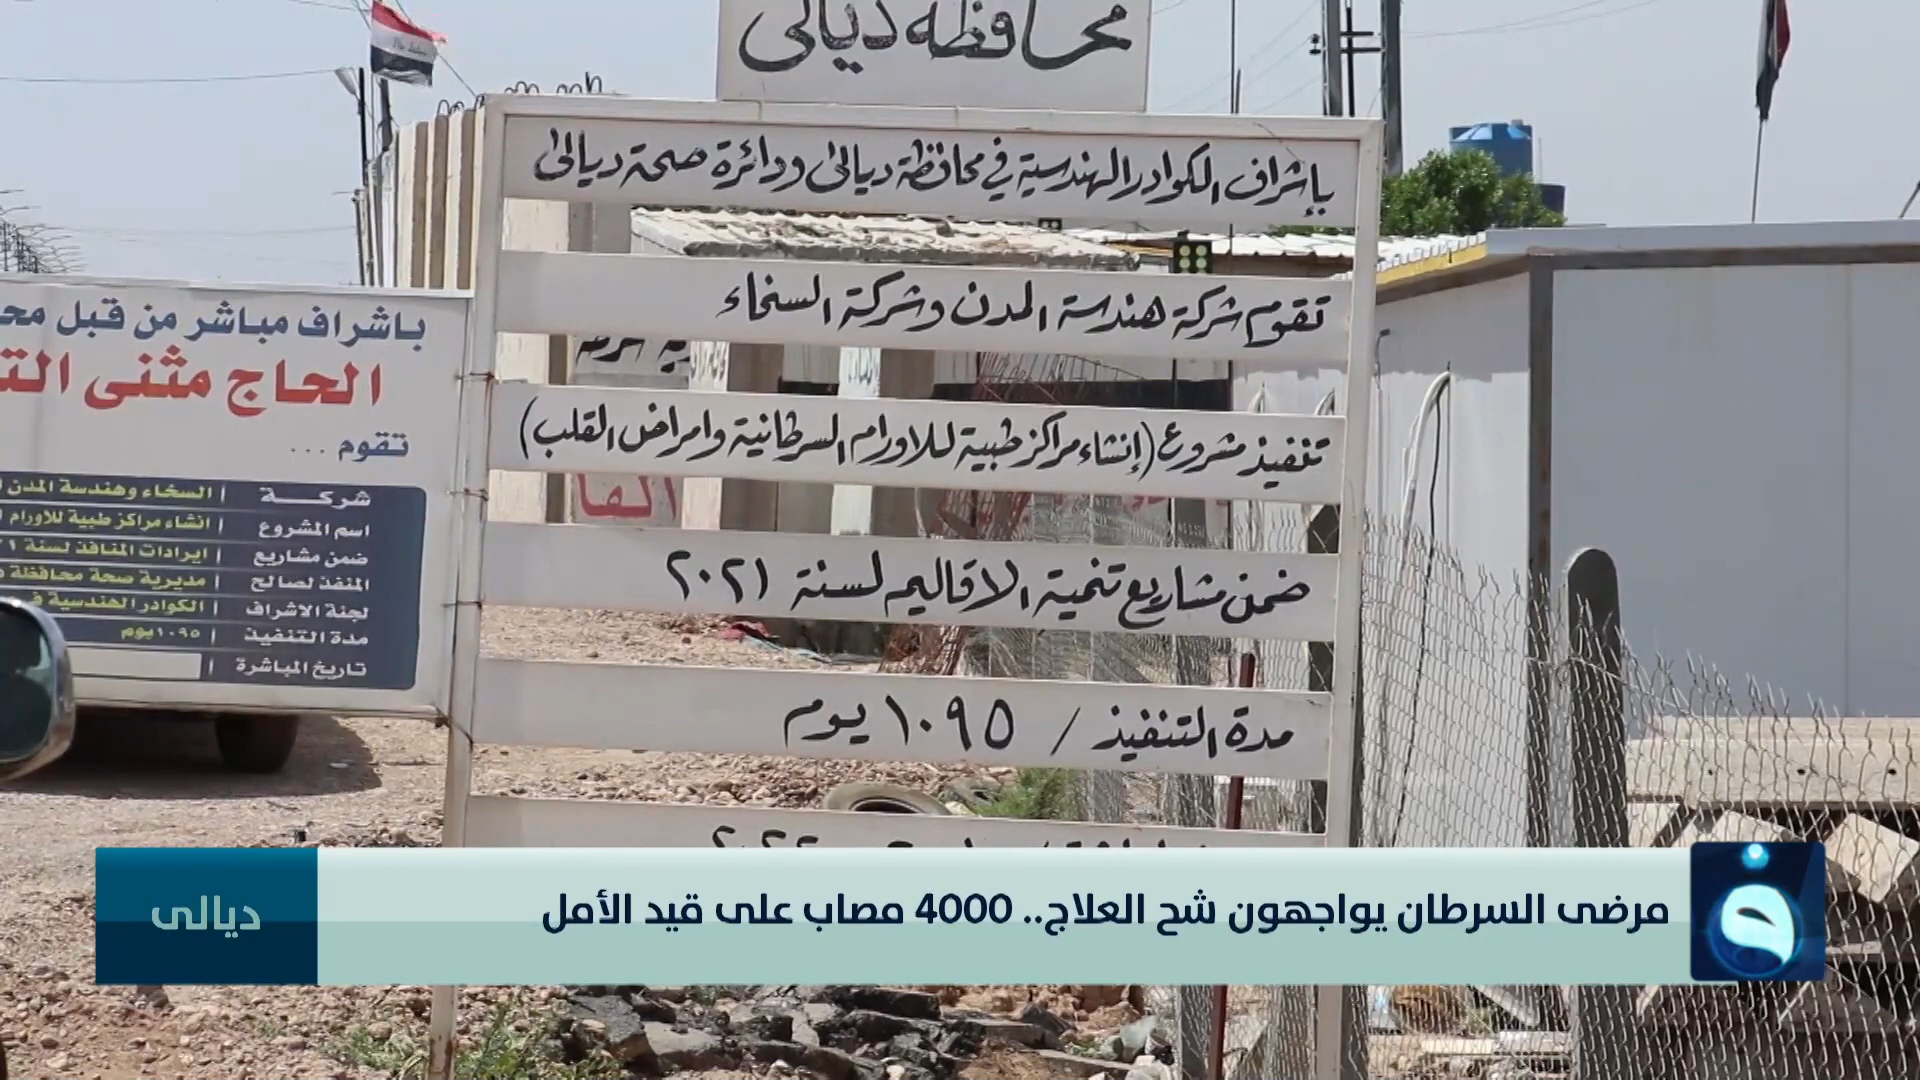 محافظة ديالى
بإشراف الكوادر الهندسية في محافظة ديالى ودائرة صحة ديالى
تقوم شركة هندسة المدن وشركة السخاء
تنفيذ مشروع (إنشاء مراكز طبية للاورام السرطانية وامراض القلب)
ضمن مشاريع تنمية الاقاليم لسنة ٢٠٢١
مدة التنفيذ / ١٠٩٥ يوم
باشراف مباشر من قبل
الحاج مثنى
تقوم ...
شركة | السخاء وهندسة المدن
اسم المشروع | انشاء مراكز طبية للاورام
ضمن مشاريع | ايرادات المنافذ لسنة
المنفذ لصالح | مديرية صحة محافظة
لجنة الاشراف | الكوادر الهندسية
مدة التنفيذ | ١٠٩٥ يوم
تاريخ المباشرة |
مرضى السرطان يواجهون شح العلاج.. 4000 مصاب على قيد الأمل
ديالى